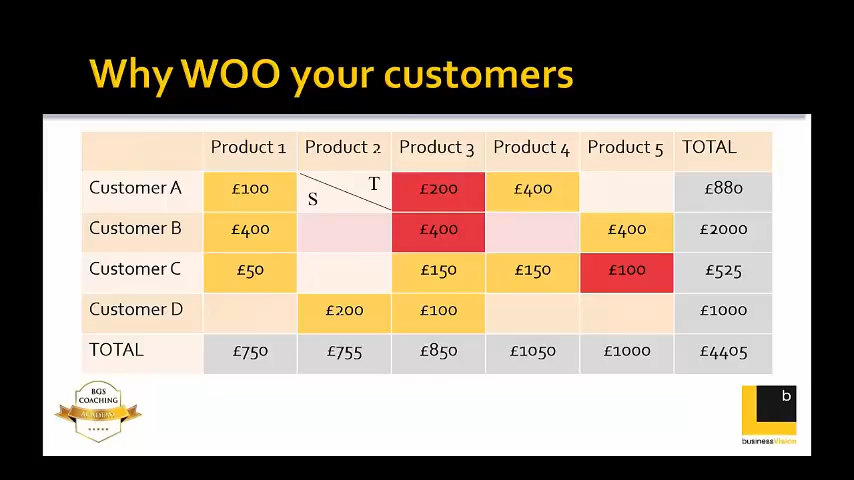 Why WOO your customers
Product 1 Product 2 Product 3 Product 4 Product 5 TOTAL
Customer A £100 S T £200 £400 £880
Customer B £400 £400 £400 £2000
Customer C £50 £150 £150 £100 £525
Customer D £200 £100 £1000
TOTAL £750 £755 £850 £1050 £1000 £4405
BGS
COACHING
ACADEMY
b
businessVision